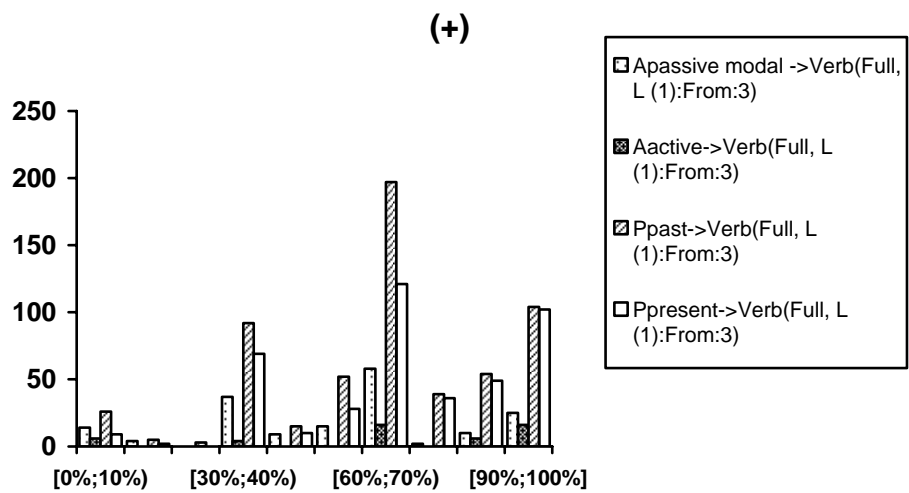 (+)
250
200
150
100
50
0
[0%;10%) [30%;40%) [60%;70%) [90%;100%]
Apassive modal ->Verb(Full,
L (1):From:3)
Aactive->Verb(Full, L
(1):From:3)
Ppast->Verb(Full, L
(1):From:3)
Ppresent->Verb(Full, L
(1):From:3)